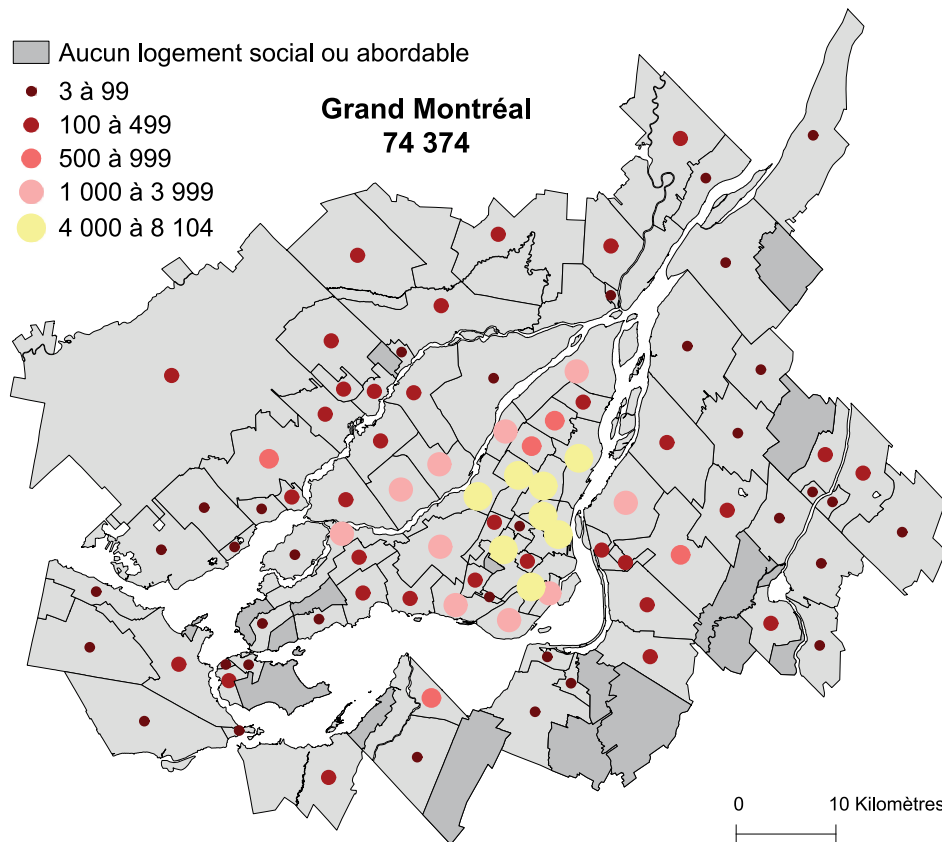 Aucun logement social ou abordable
3 à 99
100 à 499
500 à 999
1 000 à 3 999
4 000 à 8 104
Grand Montréal
74 374
0 10 Kilomètres